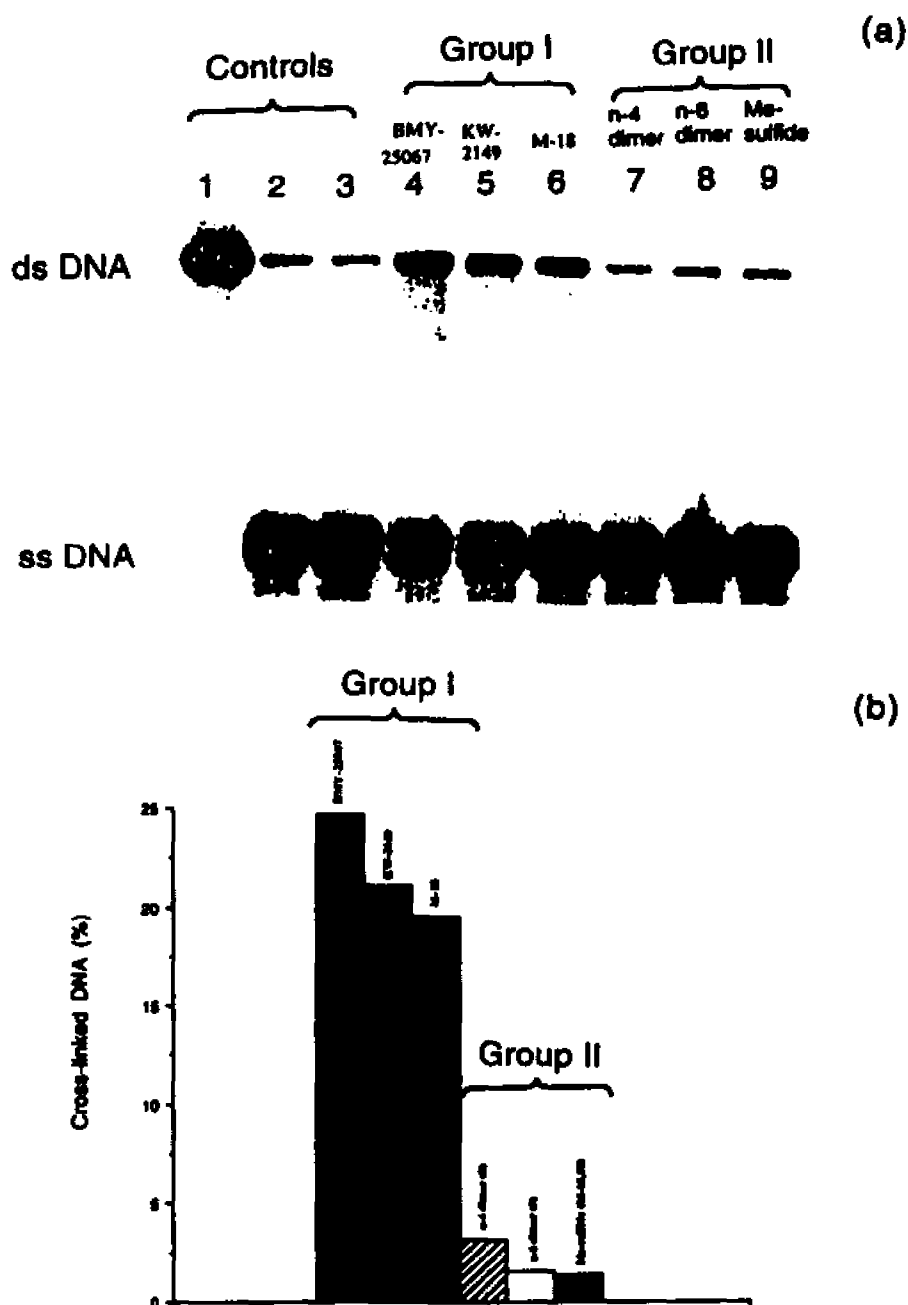 (a)
Controls
Group I
Group II
BMY-25067
KW-2149
M-18
n-4 dimer
n-6 dimer
Me-sulfide
1 2 3 4 5 6 7 8 9
ds DNA
ss DNA
(b)
Group I
Group II
Cross-linked DNA (%)
25
20
15
10
5
0